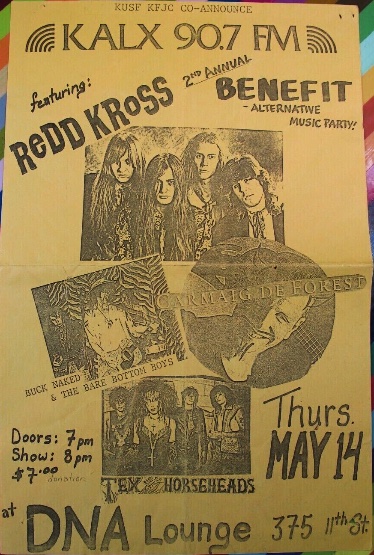 KUSF KFJC CO-ANNOUNCE
KALX 90.7 FM
featuring:
2ND ANNUAL
BENEFIT
- ALTERNATIVE
MUSIC PARTY!
REDD KROSS
CARMAIG DE FOREST
BUCK NAKED
& THE BARE BOTTOM BOYS
Thurs.
MAY 14
Doors: 7pm
Show: 8pm
$7.00
donation
TEX & THE HORSEHEADS
at DNA Lounge 375 11th St.